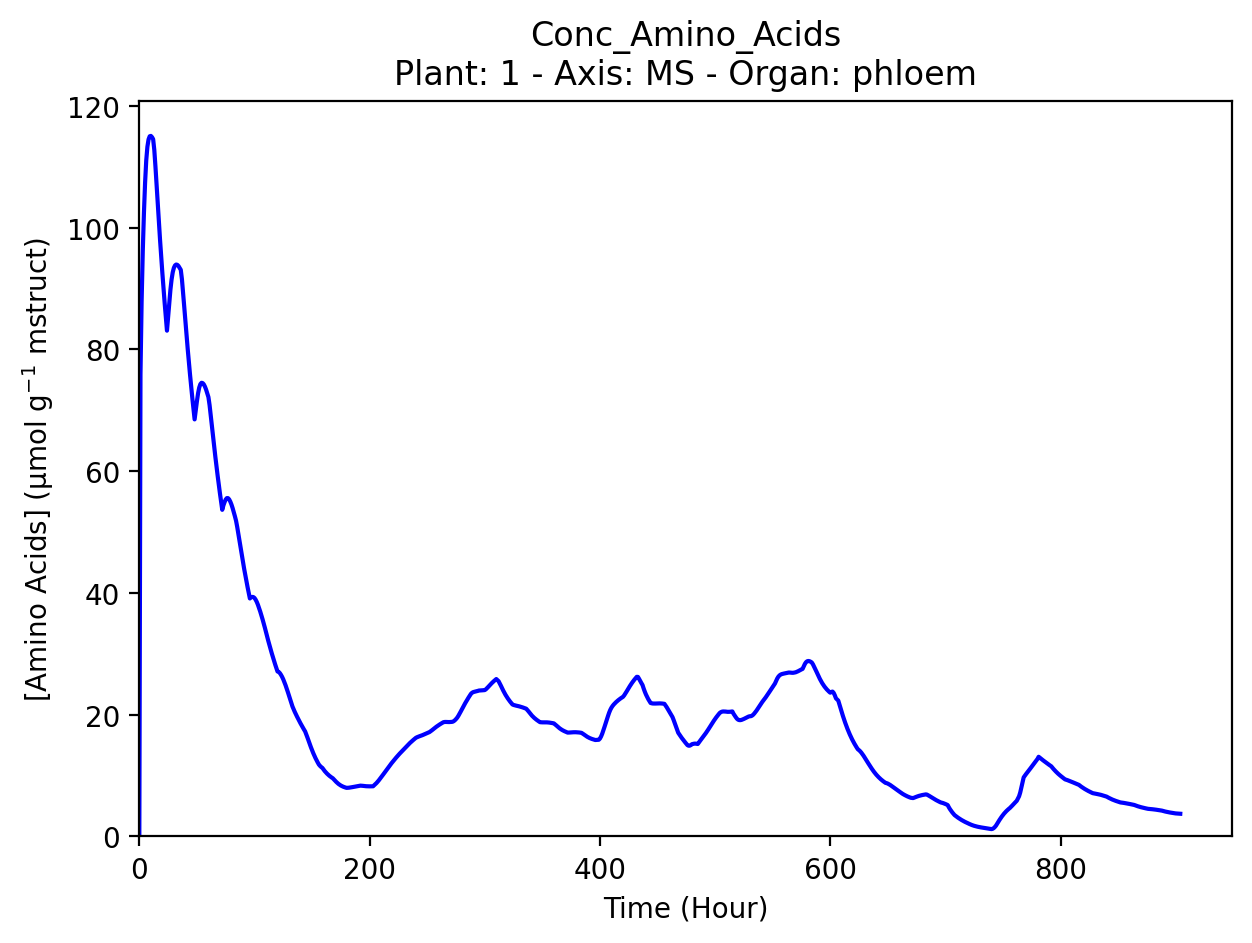 Conc_Amino_Acids
Plant: 1 - Axis: MS - Organ: phloem
120
100
80
60
40
20
0
[Amino Acids] (µmol g⁻¹ mstruct)
0 200 400 600 800
Time (Hour)